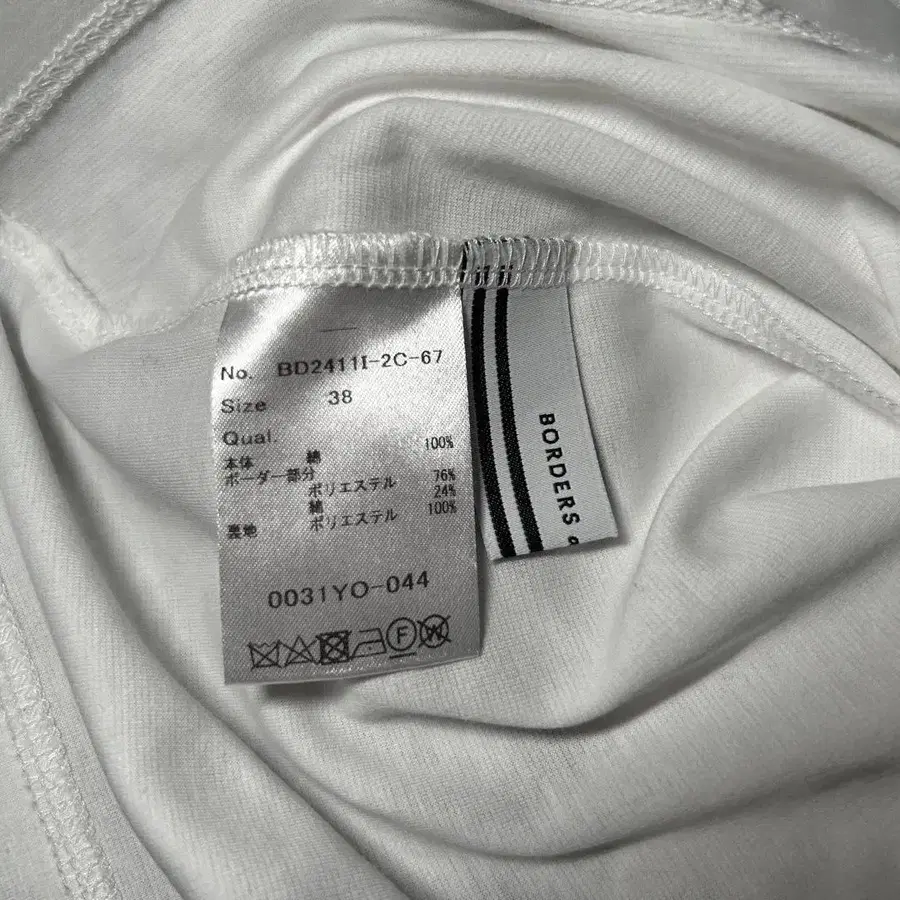 No. BD2411I-2C-67
Size 38
Qual.
本体 綿 100%
ボーダー部分
ポリエステル 76%
綿 24%
裏地 ポリエステル 100%
0031YO-044
F
W
BORDERS